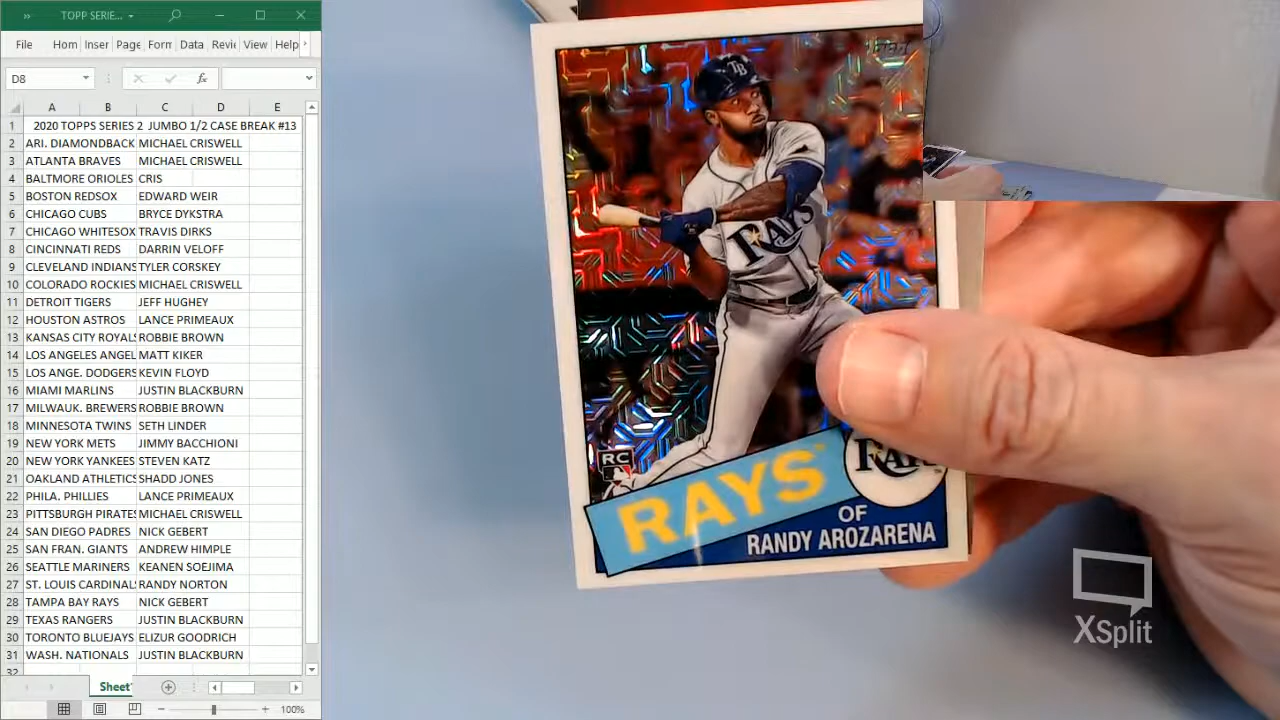 TOPP SERIE...
File Hom Inser Page Forn Data Revi View Help
D8
fx
A B C D E
1 2020 TOPPS SERIES 2 JUMBO 1/2 CASE BREAK #13
2 ARI. DIAMONDBACK MICHAEL CRISWELL
3 ATLANTA BRAVES MICHAEL CRISWELL
4 BALTMORE ORIOLES CRIS
5 BOSTON REDSOX EDWARD WEIR
6 CHICAGO CUBS BRYCE DYKSTRA
7 CHICAGO WHITESOX TRAVIS DIRKS
8 CINCINNATI REDS DARRIN VELOFF
9 CLEVELAND INDIANS TYLER CORSKEY
10 COLORADO ROCKIES MICHAEL CRISWELL
11 DETROIT TIGERS JEFF HUGHEY
12 HOUSTON ASTROS LANCE PRIMEAUX
13 KANSAS CITY ROYALS ROBBIE BROWN
14 LOS ANGELES ANGEL MATT KIKER
15 LOS ANGE. DODGERS KEVIN FLOYD
16 MIAMI MARLINS JUSTIN BLACKBURN
17 MILWAUK. BREWERS ROBBIE BROWN
18 MINNESOTA TWINS SETH LINDER
19 NEW YORK METS JIMMY BACCHIONI
20 NEW YORK YANKEES STEVEN KATZ
21 OAKLAND ATHLETICS SHADD JONES
22 PHILA. PHILLIES LANCE PRIMEAUX
23 PITTSBURGH PIRATES MICHAEL CRISWELL
24 SAN DIEGO PADRES NICK GEBERT
25 SAN FRAN. GIANTS ANDREW HIMPLE
26 SEATTLE MARINERS KEANEN SOEJIMA
27 ST. LOUIS CARDINALS RANDY NORTON
28 TAMPA BAY RAYS NICK GEBERT
29 TEXAS RANGERS JUSTIN BLACKBURN
30 TORONTO BLUEJAYS ELIZUR GOODRICH
31 WASH. NATIONALS JUSTIN BLACKBURN
32
Sheet
100%
TB
RAYS
RC
RAYS
OF
RANDY AROZARENA
XSplit